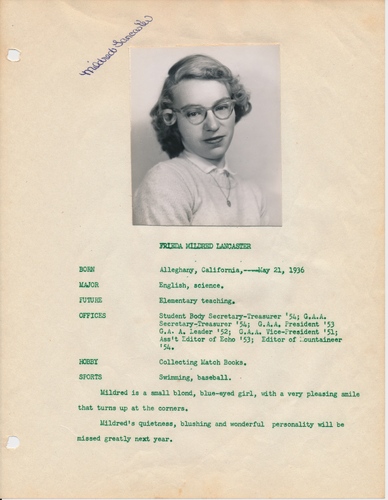 Mildred Lancaster
FRIEDA MILDRED LANCASTER
BORN Alleghany, California,----May 21, 1936
MAJOR English, science.
FUTURE Elementary teaching.
OFFICES Student Body Secretary-Treasurer '54; G.A.A.
Secretary-Treasurer '54; G.A.A. President '53
G.A. A. Leader '52; G.A.A. Vice-President '51;
Ass't Editor of Echo '53; Editor of Mountaineer
'54.
HOBBY Collecting Match Books.
SPORTS Swimming, baseball.
Mildred is a small blond, blue-eyed girl, with a very pleasing smile
that turns up at the corners.
Mildred's quietness, blushing and wonderful personality will be
missed greatly next year.